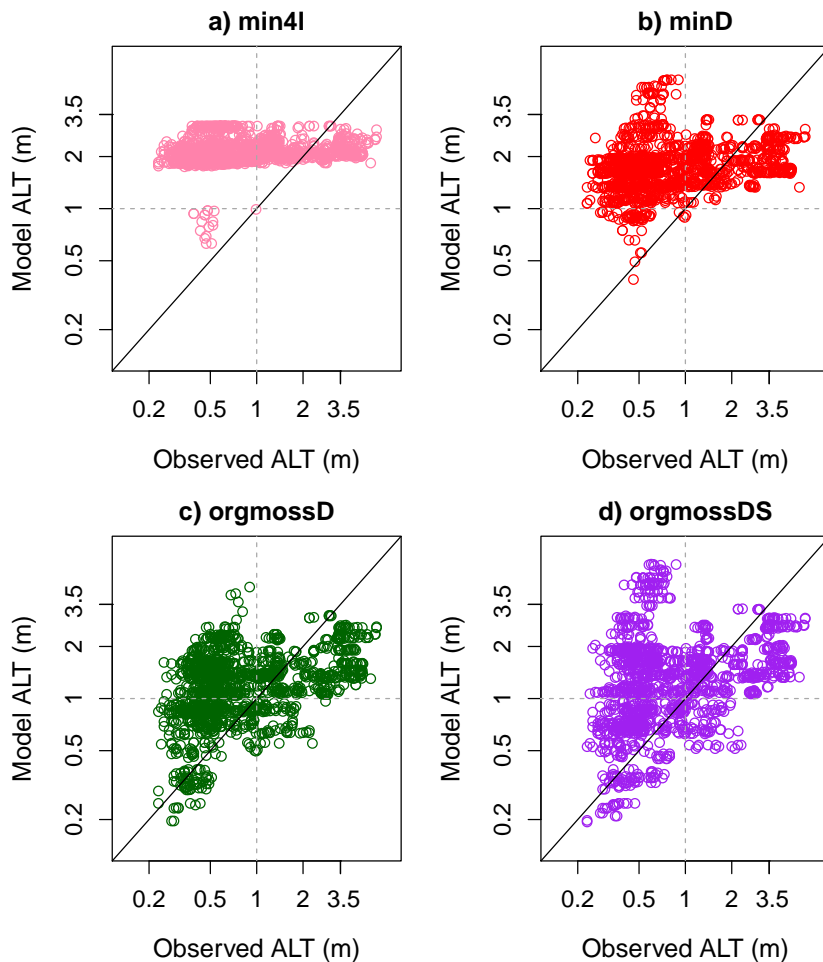 a) min4l
Model ALT (m)
3.5
2
1
0.5
0.2
0.2 0.5 1 2 3.5
Observed ALT (m)
b) minD
Model ALT (m)
3.5
2
1
0.5
0.2
0.2 0.5 1 2 3.5
Observed ALT (m)
c) orgmossD
Model ALT (m)
3.5
2
1
0.5
0.2
0.2 0.5 1 2 3.5
Observed ALT (m)
d) orgmossDS
Model ALT (m)
3.5
2
1
0.5
0.2
0.2 0.5 1 2 3.5
Observed ALT (m)